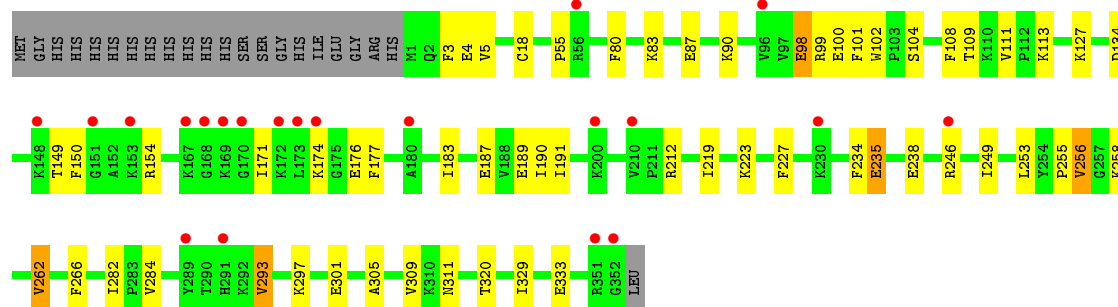 MET GLY HIS HIS HIS HIS HIS HIS HIS HIS HIS HIS SER SER GLY HIS ILE GLU GLY ARG HIS M1 Q2 F3 E4 V5 C18 P55 R56 F80 K83 E87 K90 V96 V97 E98 R99 E100 F101 W102 P103 S104 F108 T109 K110 V111 P112 K113 K127 D134
K148 T149 F150 G151 A152 K153 R154 K167 G168 K169 G170 I171 K172 L173 K174 G175 E176 F177 A180 I183 E187 V188 E189 I190 I191 K200 V210 P211 R212 I219 K223 F227 K230 F234 E235 E238 R246 I249 L253 Y254 P255 V256 G257 K258
V262 F266 I282 P283 V284 Y289 T290 H291 K292 V293 K297 E301 A305 V309 K310 N311 T320 I329 E333 R351 G352 LEU